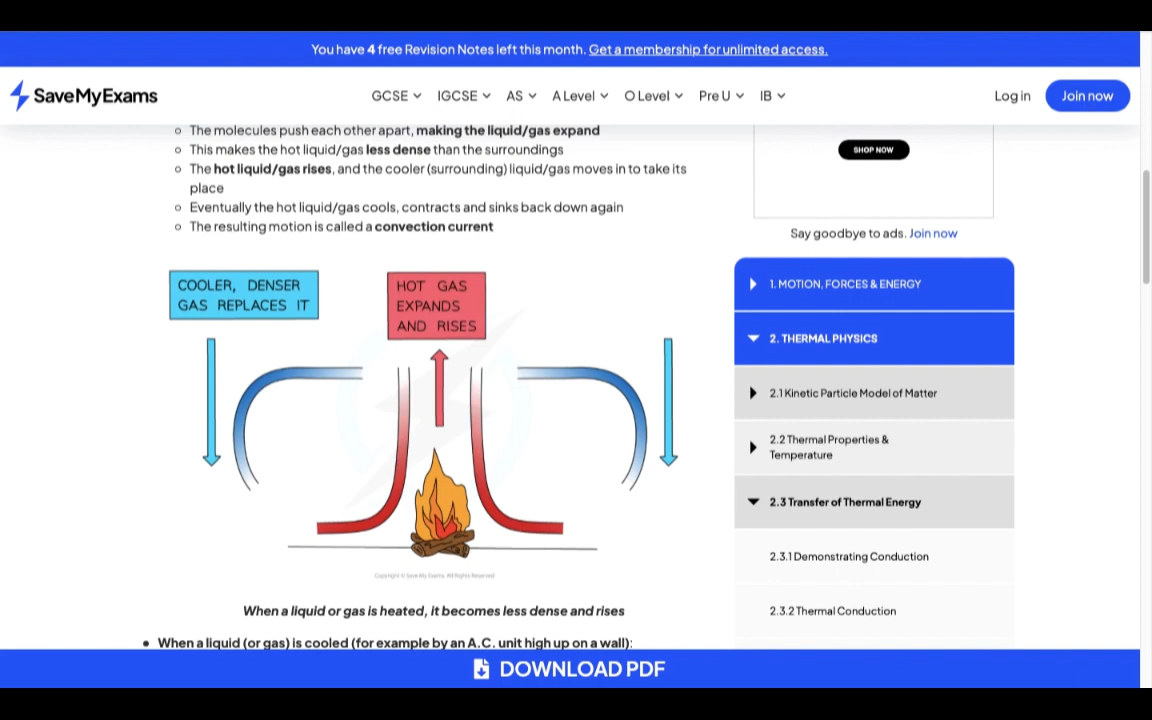 You have 4 free Revision Notes left this month. Get a membership for unlimited access.
SaveMyExams
GCSE
IGCSE
AS
A Level
O Level
Pre U
IB
Log in
Join now
The molecules push each other apart, making the liquid/gas expand
This makes the hot liquid/gas less dense than the surroundings
The hot liquid/gas rises, and the cooler (surrounding) liquid/gas moves in to take its
place
Eventually the hot liquid/gas cools, contracts and sinks back down again
The resulting motion is called a convection current
COOLER, DENSER
GAS REPLACES IT
HOT GAS
EXPANDS
AND RISES
Copyright © Save My Exams. All Rights Reserved
When a liquid or gas is heated, it becomes less dense and rises
When a liquid (or gas) is cooled (for example by an A.C. unit high up on a wall):
SHOP NOW
Say goodbye to ads. Join now
1. MOTION, FORCES & ENERGY
2. THERMAL PHYSICS
2.1 Kinetic Particle Model of Matter
2.2 Thermal Properties &
Temperature
2.3 Transfer of Thermal Energy
2.3.1 Demonstrating Conduction
2.3.2 Thermal Conduction
DOWNLOAD PDF